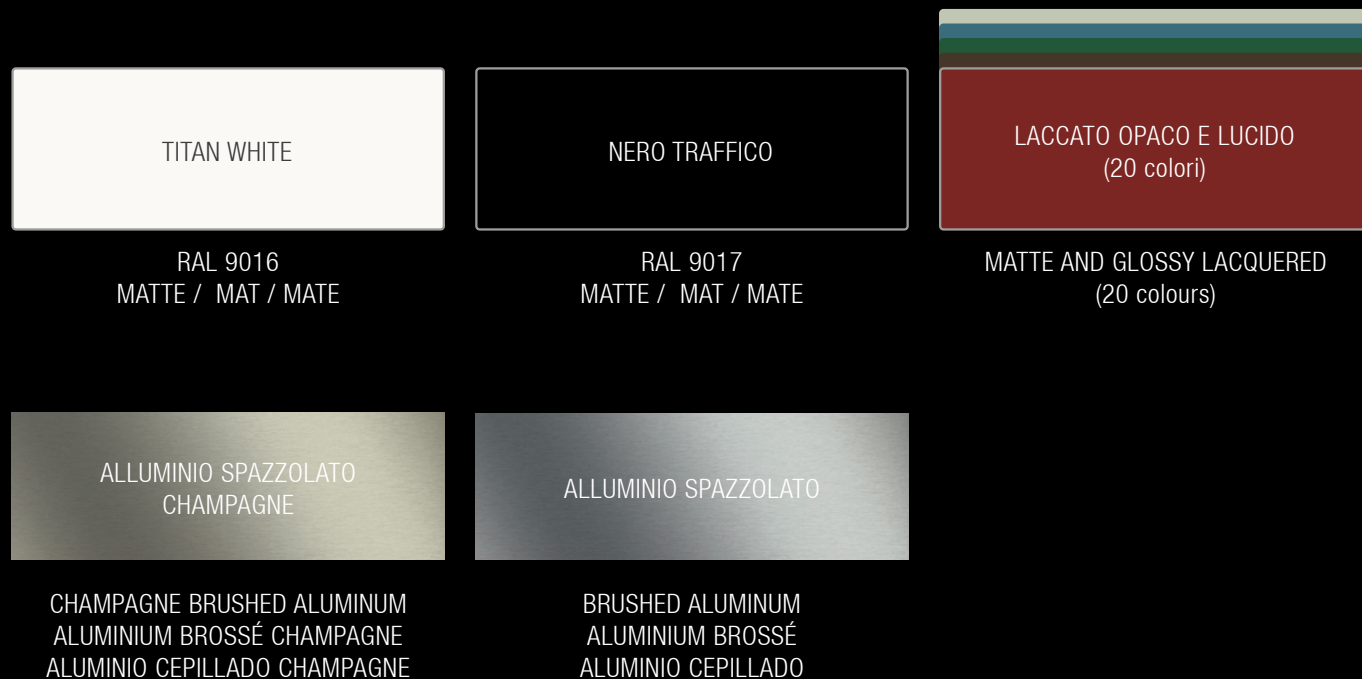 TITAN WHITE
RAL 9016
MATTE /  MAT / MATE
NERO TRAFFICO
RAL 9017
MATTE /  MAT / MATE
LACCATO OPACO E LUCIDO
(20 colori)
MATTE AND GLOSSY LACQUERED
(20 colours)
ALLUMINIO SPAZZOLATO
CHAMPAGNE
CHAMPAGNE BRUSHED ALUMINUM
ALUMINIUM BROSSÉ CHAMPAGNE
ALUMINIO CEPILLADO CHAMPAGNE
ALLUMINIO SPAZZOLATO
BRUSHED ALUMINUM
ALUMINIUM BROSSÉ
ALUMINIO CEPILLADO